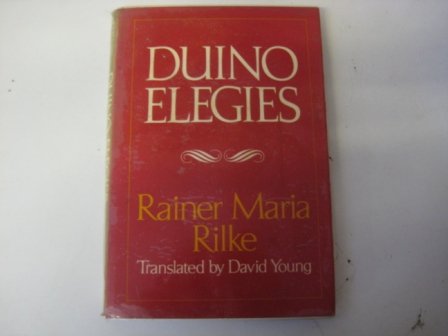 DUINO
ELEGIES
Rainer Maria
Rilke
Translated by David Young